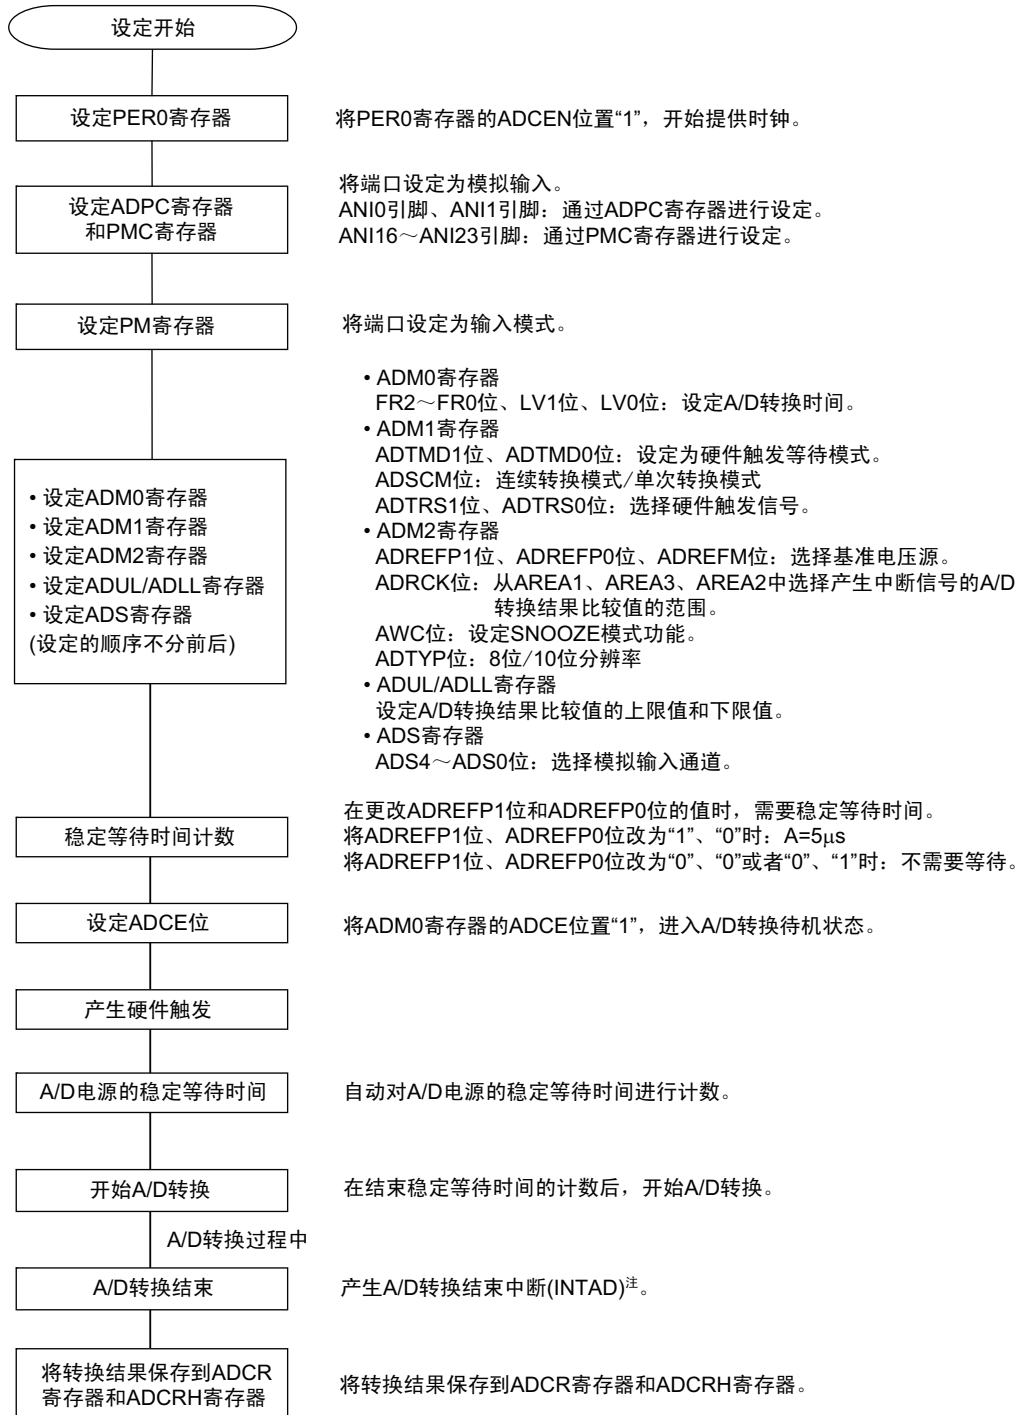 设定开始
设定PER0寄存器
将PER0寄存器的ADCEN位置“1”，开始提供时钟。
设定ADPC寄存器
和PMC寄存器
将端口设定为模拟输入。
ANI0引脚、ANI1引脚：通过ADPC寄存器进行设定。
ANI16～ANI23引脚：通过PMC寄存器进行设定。
设定PM寄存器
将端口设定为输入模式。
• 设定ADM0寄存器
• 设定ADM1寄存器
• 设定ADM2寄存器
• 设定ADUL/ADLL寄存器
• 设定ADS寄存器
(设定的顺序不分前后)
• ADM0寄存器
FR2～FR0位、LV1位、LV0位：设定A/D转换时间。
• ADM1寄存器
ADTMD1位、ADTMD0位：设定为硬件触发等待模式。
ADSCM位：连续转换模式/单次转换模式
ADTRS1位、ADTRS0位：选择硬件触发信号。
• ADM2寄存器
ADREFP1位、ADREFP0位、ADREFM位：选择基准电压源。
ADRCK位：从AREA1、AREA3、AREA2中选择产生中断信号的A/D
转换结果比较值的范围。
AWC位：设定SNOOZE模式功能。
ADTYP位：8位/10位分辨率
• ADUL/ADLL寄存器
设定A/D转换结果比较值的上限值和下限值。
• ADS寄存器
ADS4～ADS0位：选择模拟输入通道。
稳定等待时间计数
在更改ADREFP1位和ADREFP0位的值时，需要稳定等待时间。
将ADREFP1位、ADREFP0位改为“1”、“0”时：A=5μs
将ADREFP1位、ADREFP0位改为“0”、“0”或者“0”、“1”时：不需要等待。
设定ADCE位
将ADM0寄存器的ADCE位置“1”，进入A/D转换待机状态。
产生硬件触发
A/D电源的稳定等待时间
自动对A/D电源的稳定等待时间进行计数。
开始A/D转换
在结束稳定等待时间的计数后，开始A/D转换。
A/D转换过程中
A/D转换结束
产生A/D转换结束中断(INTAD)注。
将转换结果保存到ADCR
寄存器和ADCRH寄存器
将转换结果保存到ADCR寄存器和ADCRH寄存器。